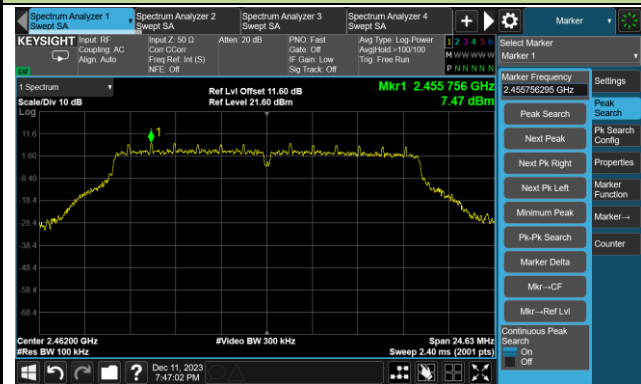 Spectrum Analyzer 1
Swept SA
Spectrum Analyzer 2
Swept SA
Spectrum Analyzer 3
Swept SA
Spectrum Analyzer 4
Swept SA
Marker
KEYSIGHT
Input: RF
Coupling: AC
Align: Auto
Input Z: 50 Ω
Corr CCorr
Freq Ref: Int (S)
NFE: Off
Atten: 20 dB
PNO: Fast
Gate: Off
IF Gain: Low
Sig Track: Off
Avg Type: Log-Power
Avg|Hold:>100/100
Trig: Free Run
1 2 3 4 5 6
M W W W W W
P N N N N N
LXI
Select Marker
Marker 1
1 Spectrum
Scale/Div 10 dB
Log
Ref Lvl Offset 11.60 dB
Ref Level 21.60 dBm
Mkr1 2.455 756 GHz
7.47 dBm
1
11.6
1.60
-8.40
-18.4
-28.4
-38.4
-48.4
-58.4
-68.4
Center 2.46200 GHz
#Res BW 100 kHz
#Video BW 300 kHz
Span 24.63 MHz
Sweep 2.40 ms (2001 pts)
Marker Frequency
2.455756295 GHz
Peak Search
Next Peak
Next Pk Right
Next Pk Left
Minimum Peak
Pk-Pk Search
Marker Delta
Mkr→CF
Mkr→Ref Lvl
Continuous Peak
Search
On
Off
Settings
Peak
Search
Pk Search
Config
Properties
Marker
Function
Marker→
Counter
Dec 11, 2023
7:47:02 PM